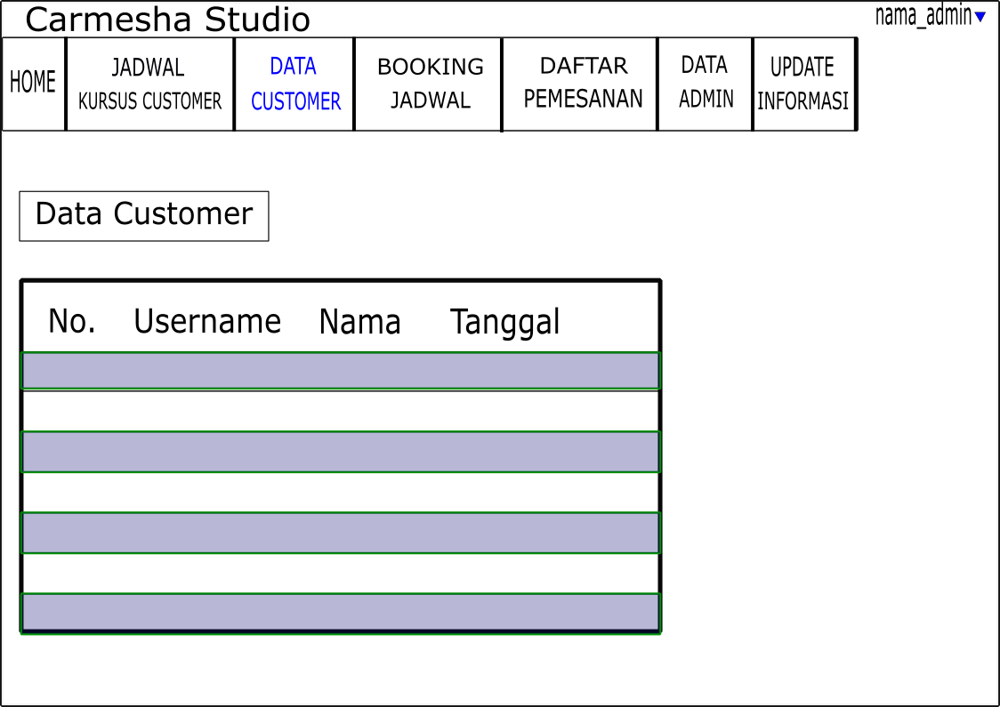 Carmesha Studio
nama_admin
HOME
JADWAL
KURSUS CUSTOMER
DATA
CUSTOMER
BOOKING
JADWAL
DAFTAR
PEMESANAN
DATA
ADMIN
UPDATE
INFORMASI
Data Customer
No. Username Nama Tanggal